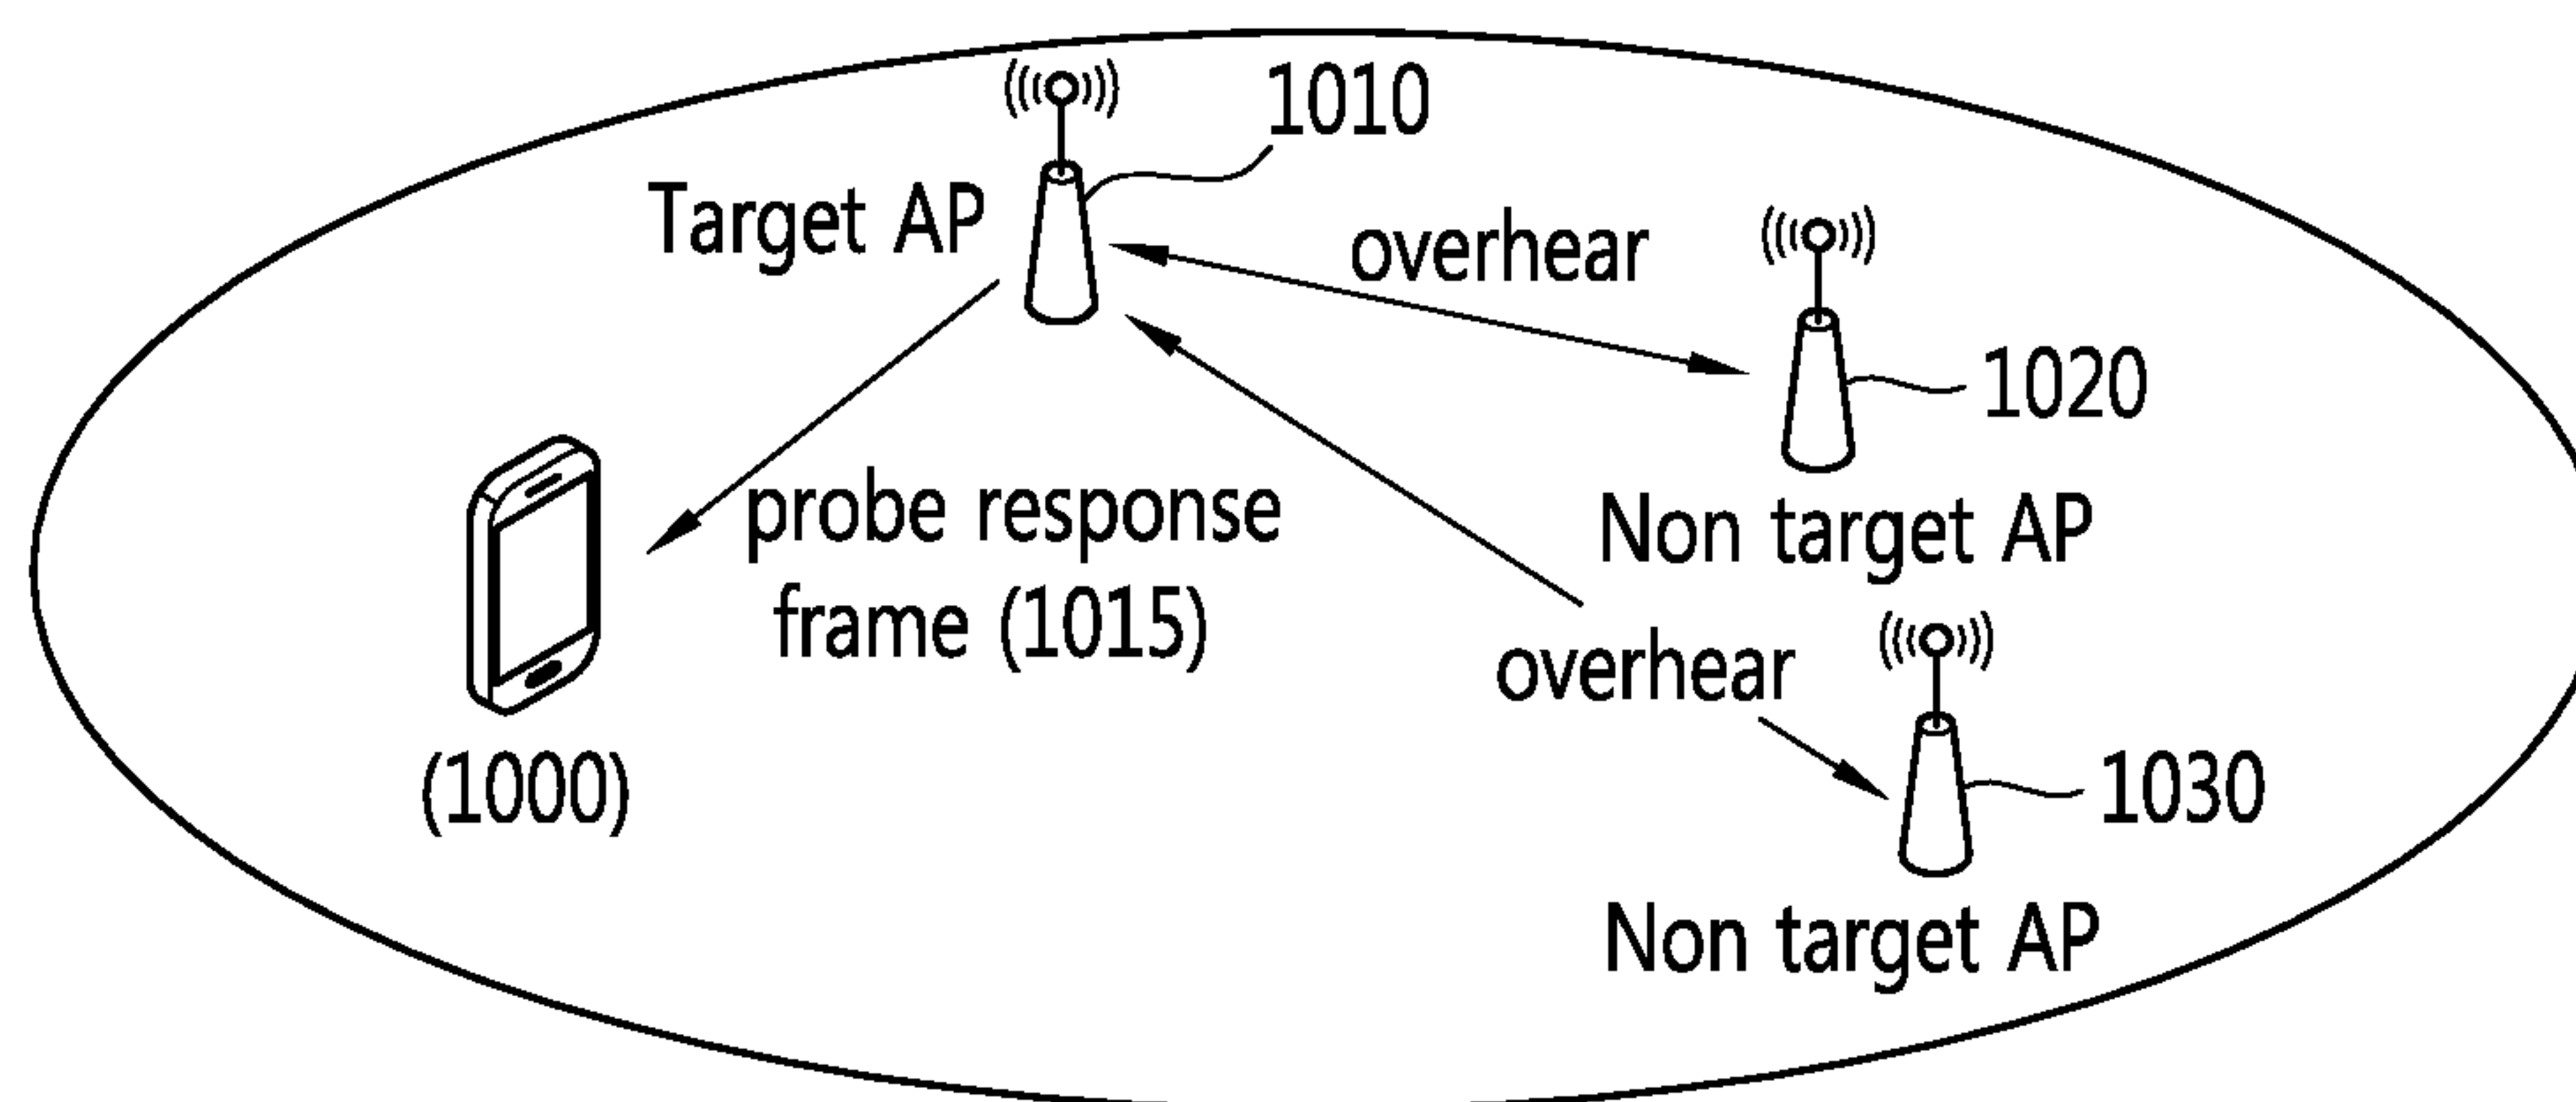 1010
Target AP
overhear
1020
Non target AP
probe response
frame (1015)
overhear
(1000)
1030
Non target AP